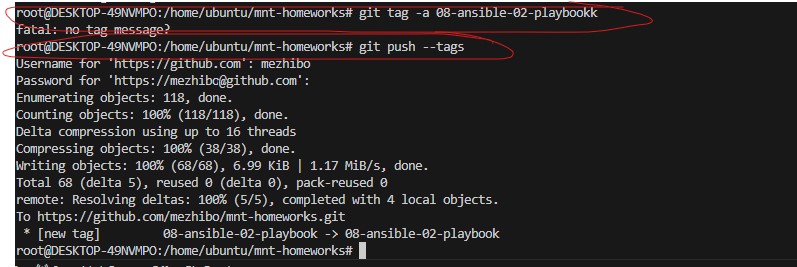 root@DESKTOP-49NVMPO:/home/ubuntu/mnt-homeworks# git tag -a 08-ansible-02-playbookk
fatal: no tag message?
root@DESKTOP-49NVMPO:/home/ubuntu/mnt-homeworks# git push --tags
Username for 'https://github.com': mezhibo
Password for 'https://mezhibo@github.com':
Enumerating objects: 118, done.
Counting objects: 100% (118/118), done.
Delta compression using up to 16 threads
Compressing objects: 100% (38/38), done.
Writing objects: 100% (68/68), 6.99 KiB | 1.17 MiB/s, done.
Total 68 (delta 5), reused 0 (delta 0), pack-reused 0
remote: Resolving deltas: 100% (5/5), completed with 4 local objects.
To https://github.com/mezhibo/mnt-homeworks.git
 * [new tag]         08-ansible-02-playbook -> 08-ansible-02-playbook
root@DESKTOP-49NVMPO:/home/ubuntu/mnt-homeworks#